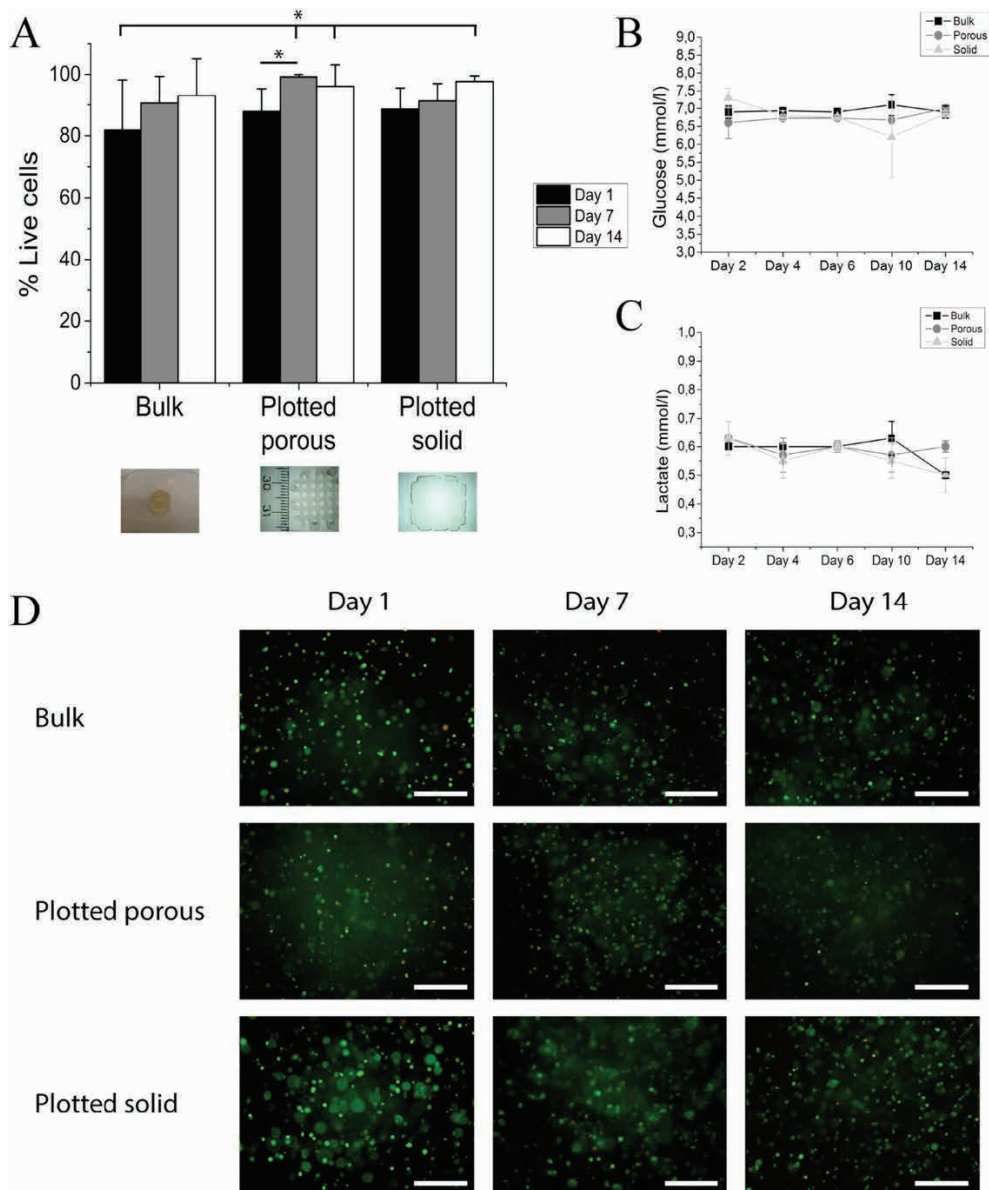 A
*
*
100
80
60
40
20
0
% Live cells
Bulk
Plotted
porous
Plotted
solid
30
31
Day 1
Day 7
Day 14
B
Bulk
Porous
Solid
9,0
8,5
8,0
7,5
7,0
6,5
6,0
5,5
5,0
4,5
4,0
3,5
3,0
Glucose (mmol/l)
Day 2
Day 4
Day 6
Day 10
Day 14
C
Bulk
Porous
Solid
1,0
0,9
0,8
0,7
0,6
0,5
0,4
0,3
Lactate (mmol/l)
Day 2
Day 4
Day 6
Day 10
Day 14
D
Day 1
Day 7
Day 14
Bulk
Plotted porous
Plotted solid